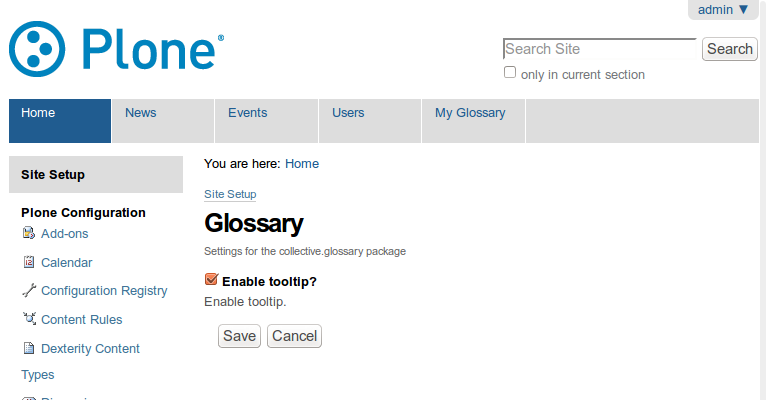 admin ▼
Plone®
Search Site
Search
only in current section
Home
News
Events
Users
My Glossary
Site Setup
Plone Configuration
Add-ons
Calendar
Configuration Registry
Content Rules
Dexterity Content
Types
You are here: Home
Site Setup
Glossary
Settings for the collective.glossary package
Enable tooltip?
Enable tooltip.
Save
Cancel